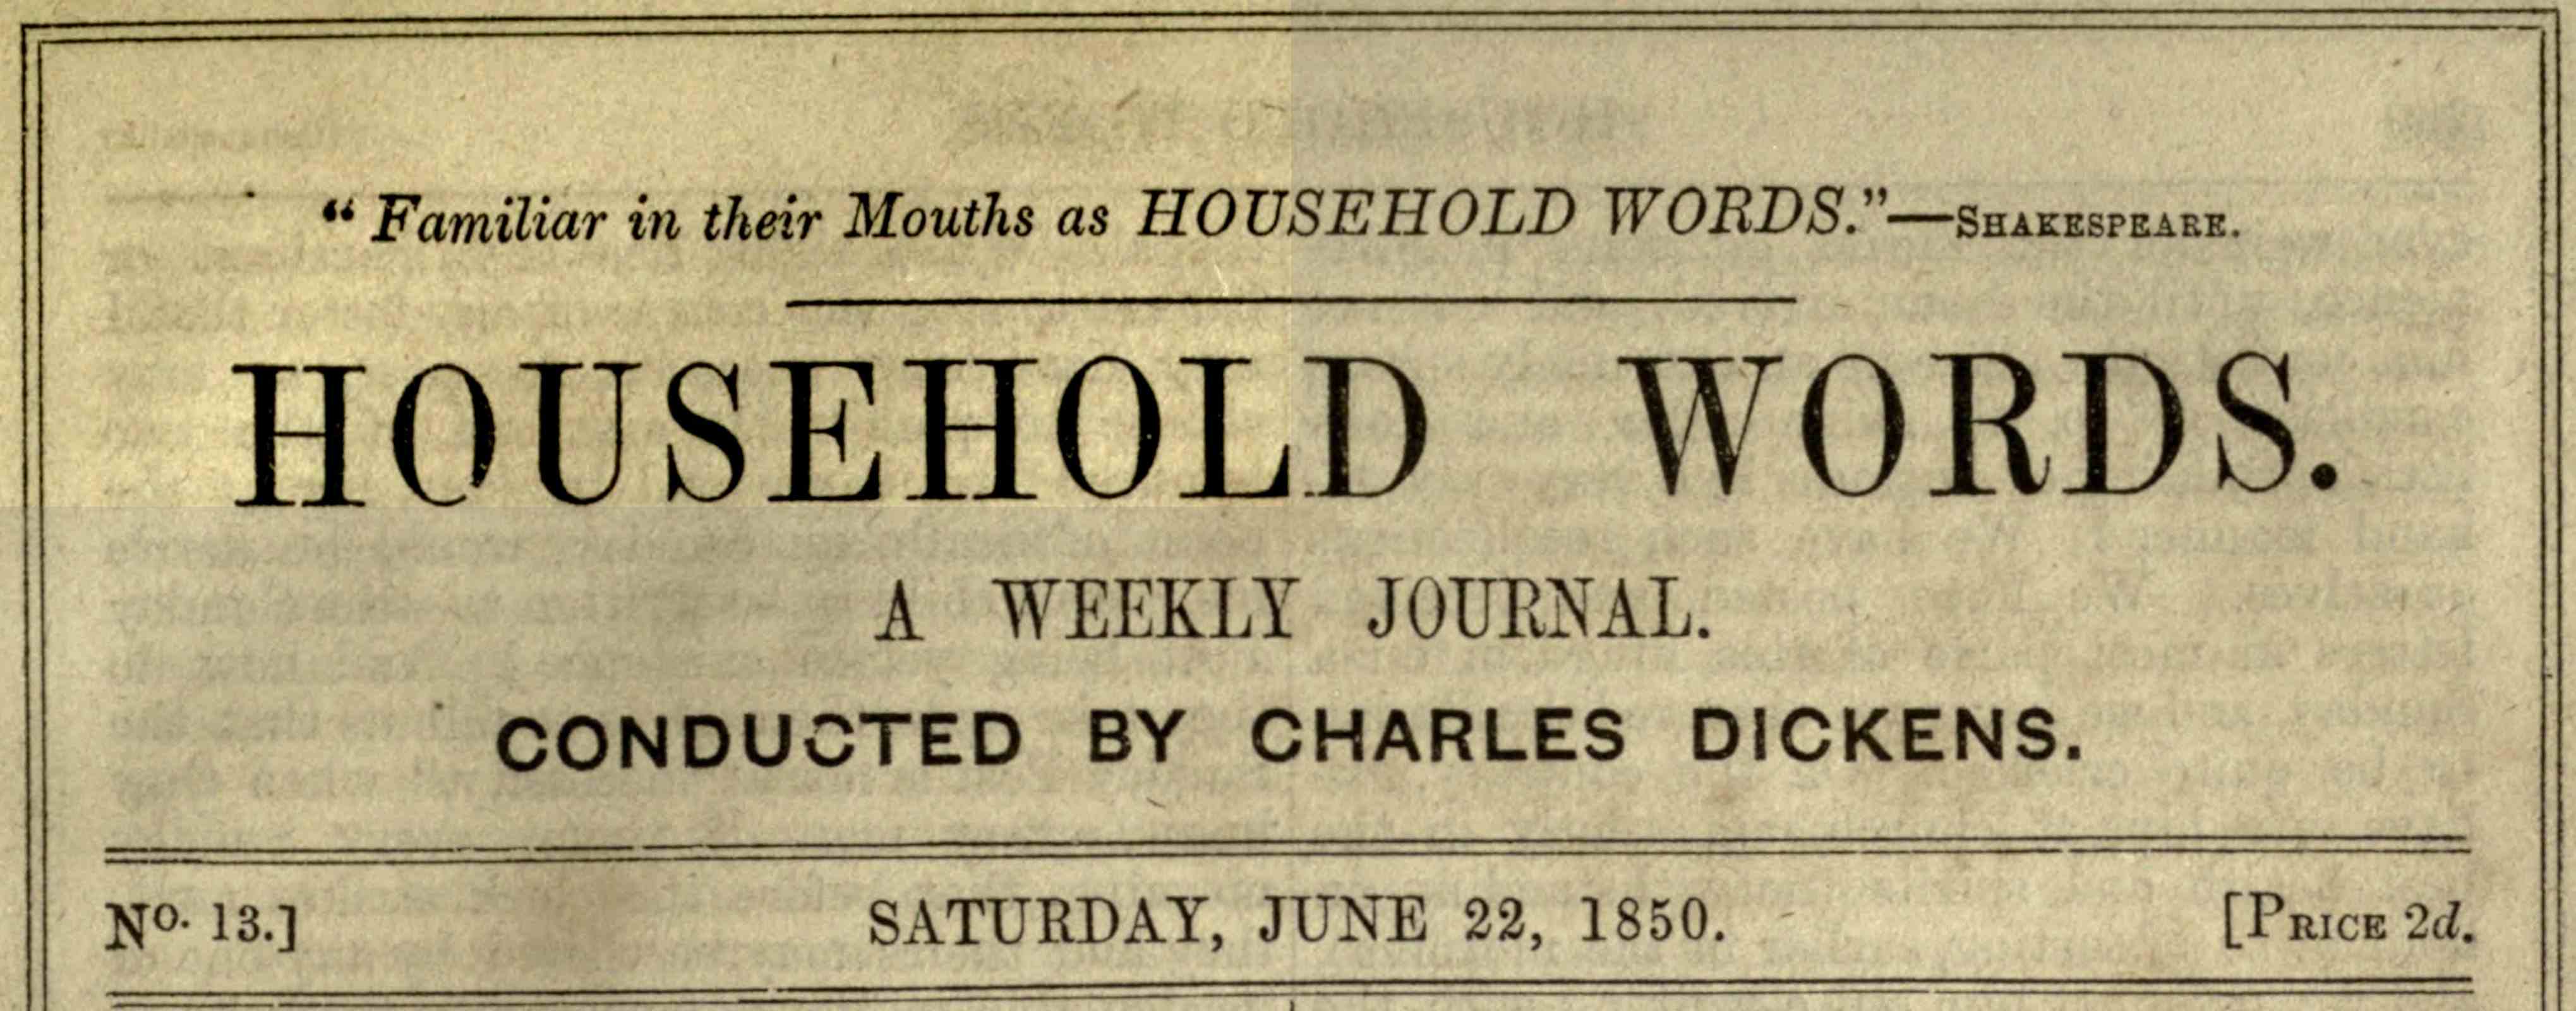 “Familiar in their Mouths as HOUSEHOLD WORDS.”—SHAKESPEARE.
HOUSEHOLD WORDS.
A WEEKLY JOURNAL.
CONDUCTED BY CHARLES DICKENS.
No. 13.] SATURDAY, JUNE 22, 1850. [PRICE 2d.